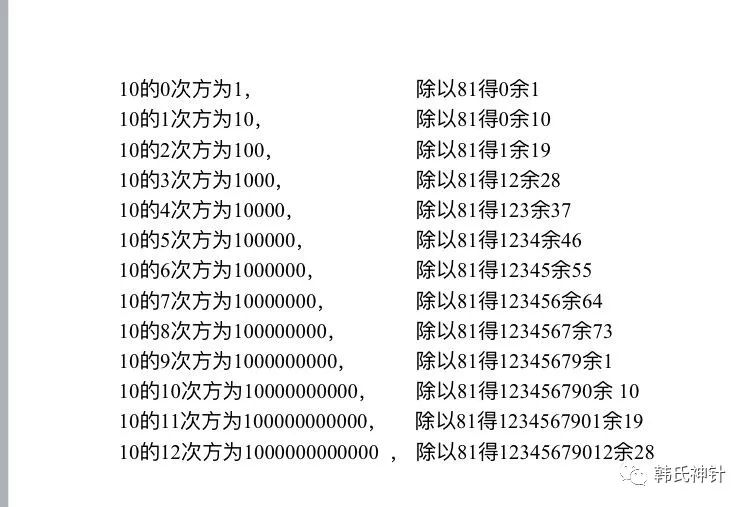 10的0次方为1， 除以81得0余1
10的1次方为10， 除以81得0余10
10的2次方为100， 除以81得1余19
10的3次方为1000， 除以81得12余28
10的4次方为10000， 除以81得123余37
10的5次方为100000， 除以81得1234余46
10的6次方为1000000， 除以81得12345余55
10的7次方为10000000， 除以81得123456余64
10的8次方为100000000， 除以81得1234567余73
10的9次方为1000000000， 除以81得12345679余1
10的10次方为10000000000， 除以81得123456790余 10
10的11次方为100000000000， 除以81得1234567901余19
10的12次方为1000000000000 ， 除以81得12345679012余28
韩氏神针